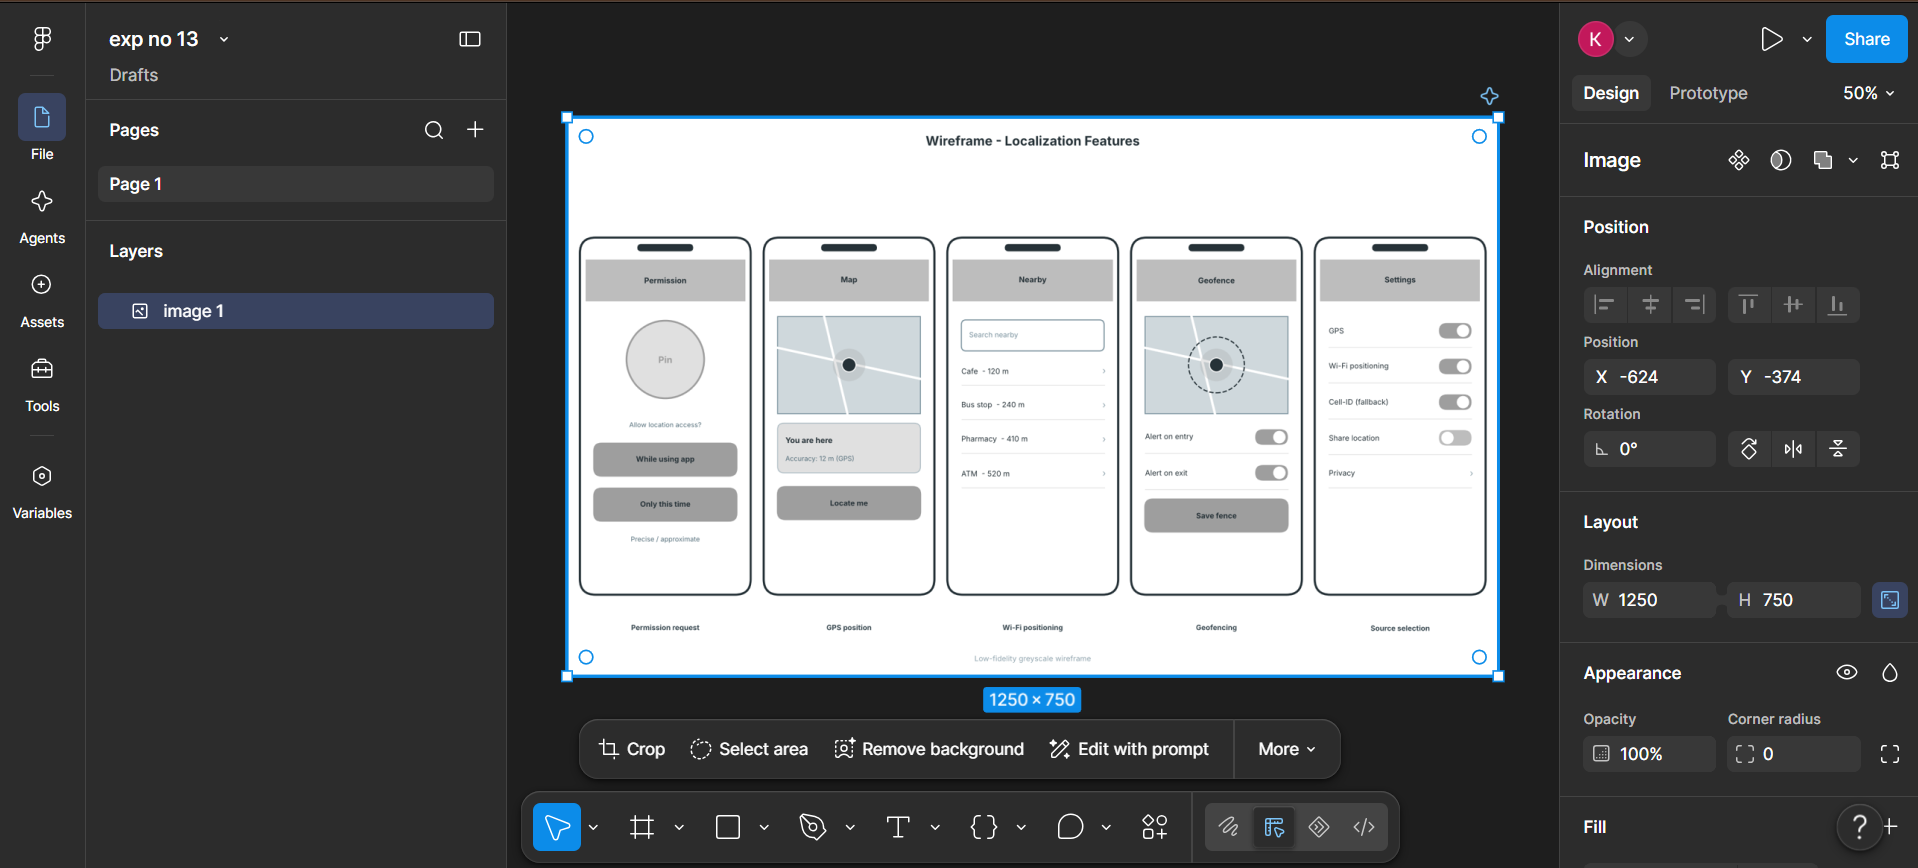 exp no 13
Drafts
File
Agents
Assets
Tools
Variables
Pages
Page 1
Layers
image 1
Wireframe - Localization Features
Permission
Pin
Allow location access?
While using app
Only this time
Precise / approximate
Permission request
Map
You are here
Accuracy: 12 m (GPS)
Locate me
GPS position
Nearby
Search nearby
Cafe - 120 m ›
Bus stop - 240 m ›
Pharmacy - 410 m ›
ATM - 520 m ›
Wi-Fi positioning
Geofence
Alert on entry
Alert on exit
Save fence
Geofencing
Settings
GPS
Wi-Fi positioning
Cell-ID (fallback)
Share location
Privacy ›
Source selection
Low-fidelity greyscale wireframe
1250 × 750
Crop
Select area
Remove background
Edit with prompt
More
K
Share
Design
Prototype
50%
Image
Position
Alignment
Position
X -624
Y -374
Rotation
0°
Layout
Dimensions
W 1250
H 750
Appearance
Opacity
Corner radius
100%
0
Fill
?